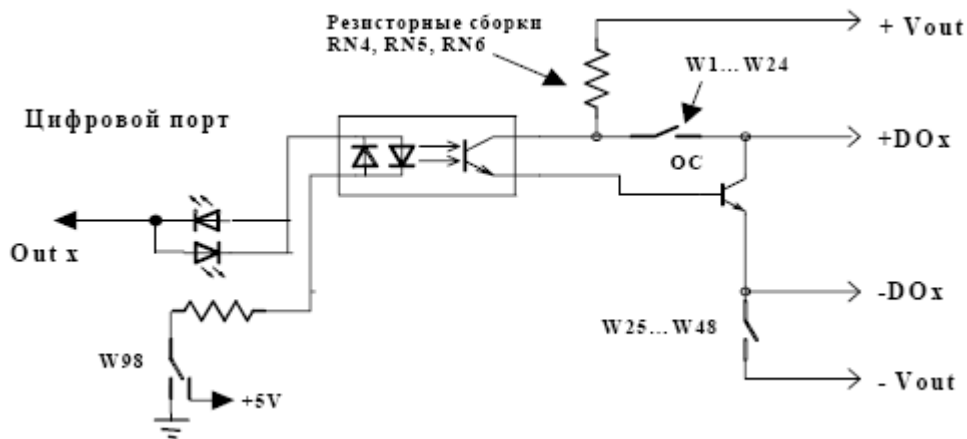 Резисторные сборки
RN4, RN5, RN6
+ Vout
W1... W24
Цифровой порт
+DOx
OC
Out x
-DOx
W25...W48
W98
+5V
- Vout